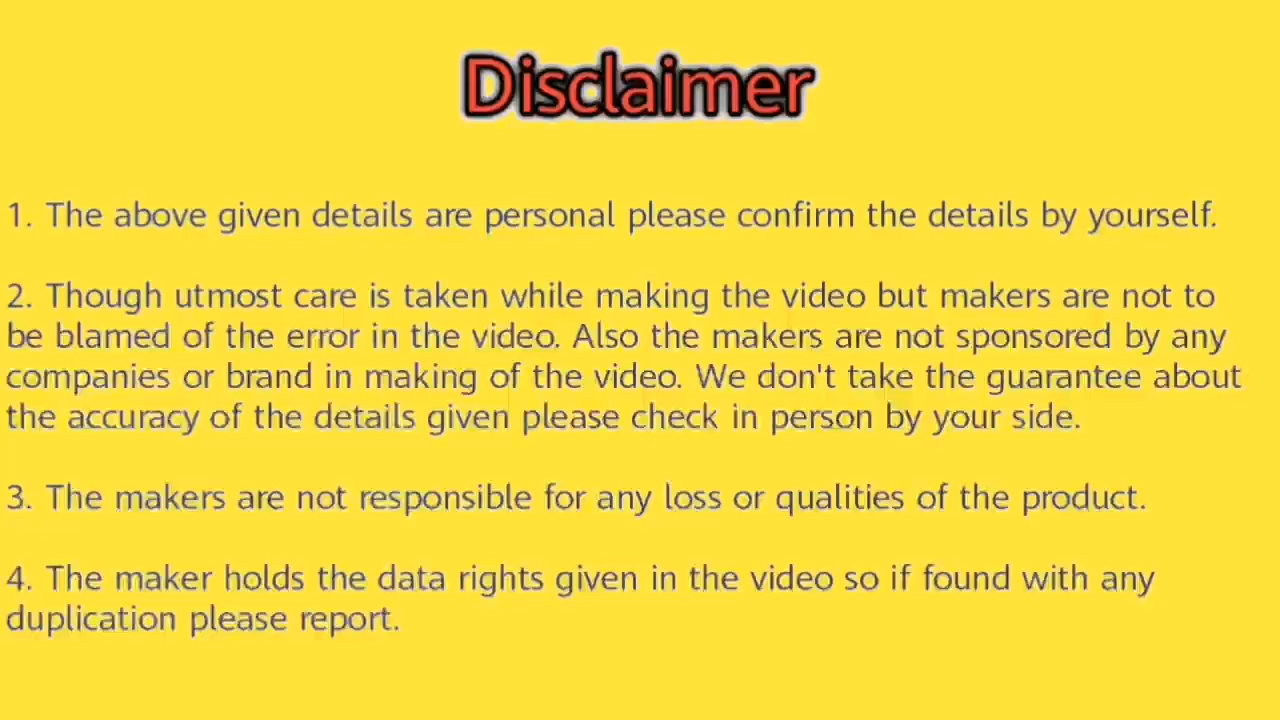 Disclaimer
1. The above given details are personal please confirm the details by yourself.
2. Though utmost care is taken while making the video but makers are not to
be blamed of the error in the video. Also the makers are not sponsored by any
companies or brand in making of the video. We don't take the guarantee about
the accuracy of the details given please check in person by your side.
3. The makers are not responsible for any loss or qualities of the product.
4. The maker holds the data rights given in the video so if found with any
duplication please report.